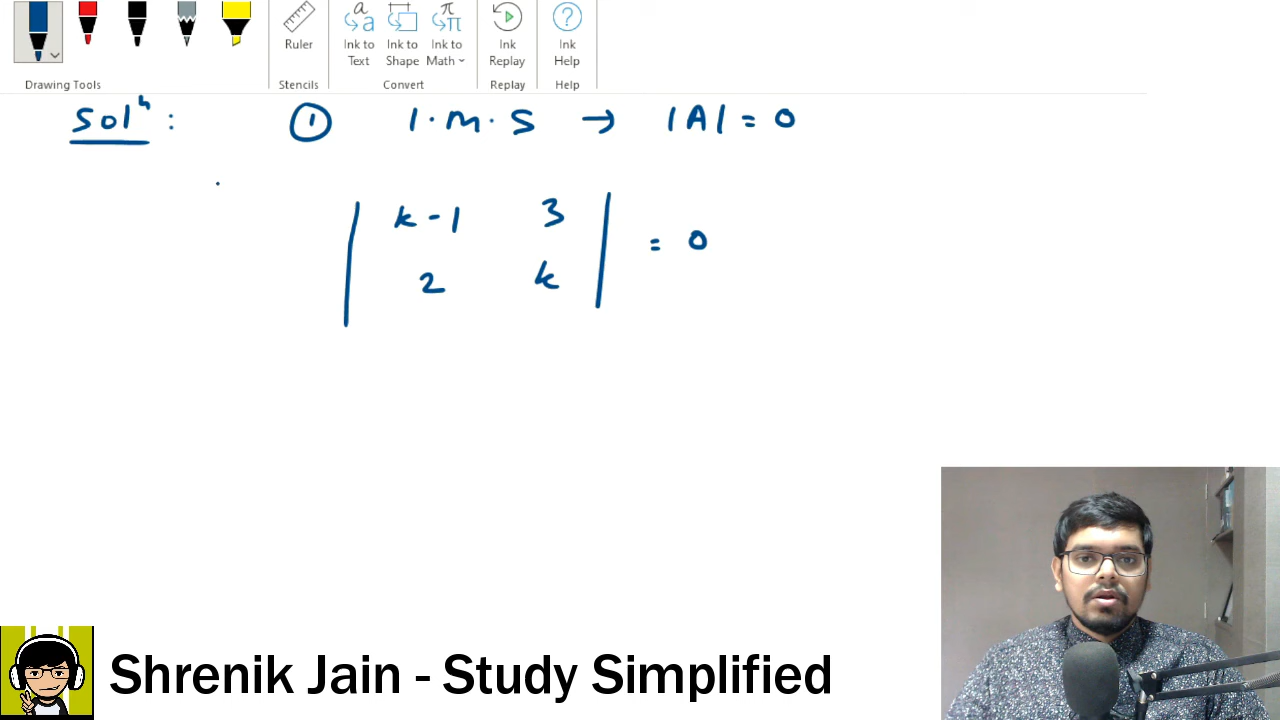 Ruler
a
a
Ink to Text
Ink to Shape
π
π
Ink to Math
Ink Replay
?
Ink Help
Drawing Tools
Stencils
Convert
Replay
Help
Solⁿ : ① I.M.S → |A| = 0
| k-1 3 | = 0
| 2 k |
Shrenik Jain - Study Simplified